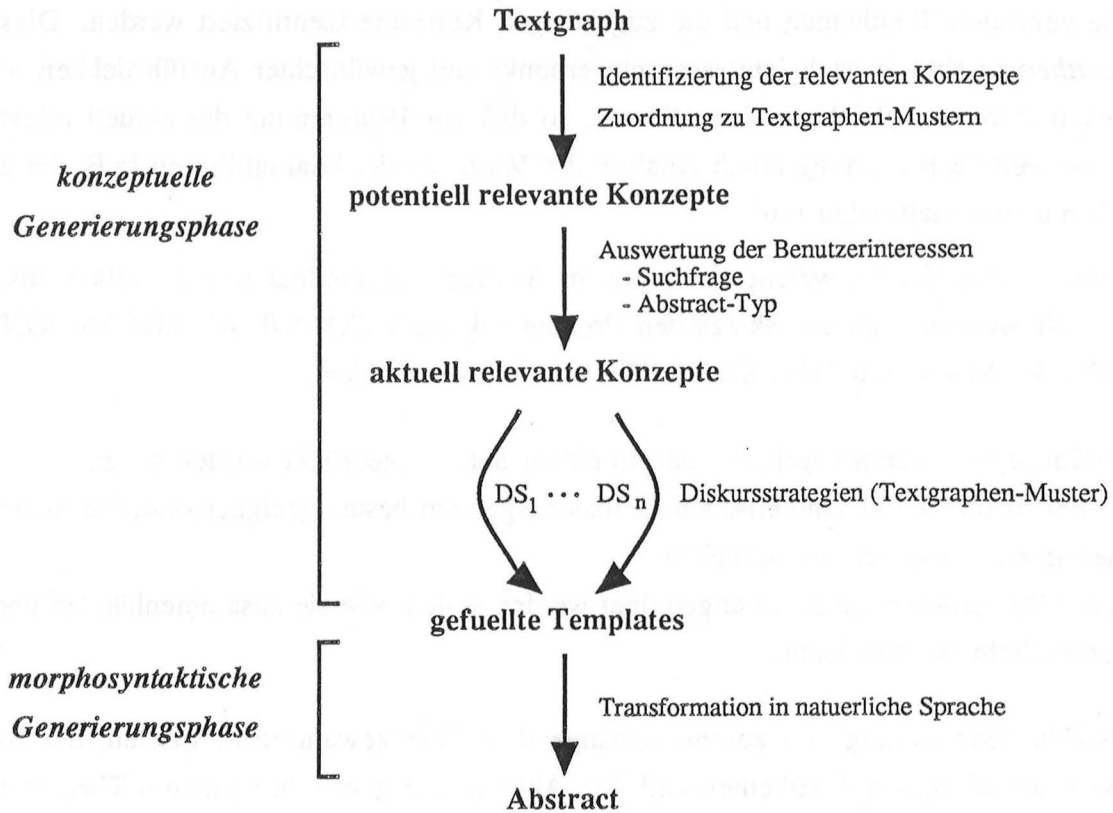 Textgraph
Identifizierung der relevanten Konzepte
Zuordnung zu Textgraphen-Mustern
konzeptuelle
Generierungsphase
potentiell relevante Konzepte
Auswertung der Benutzerinteressen
- Suchfrage
- Abstract-Typ
aktuell relevante Konzepte
DS1 ··· DSn
Diskursstrategien (Textgraphen-Muster)
gefuellte Templates
morphosyntaktische
Generierungsphase
Transformation in natuerliche Sprache
Abstract